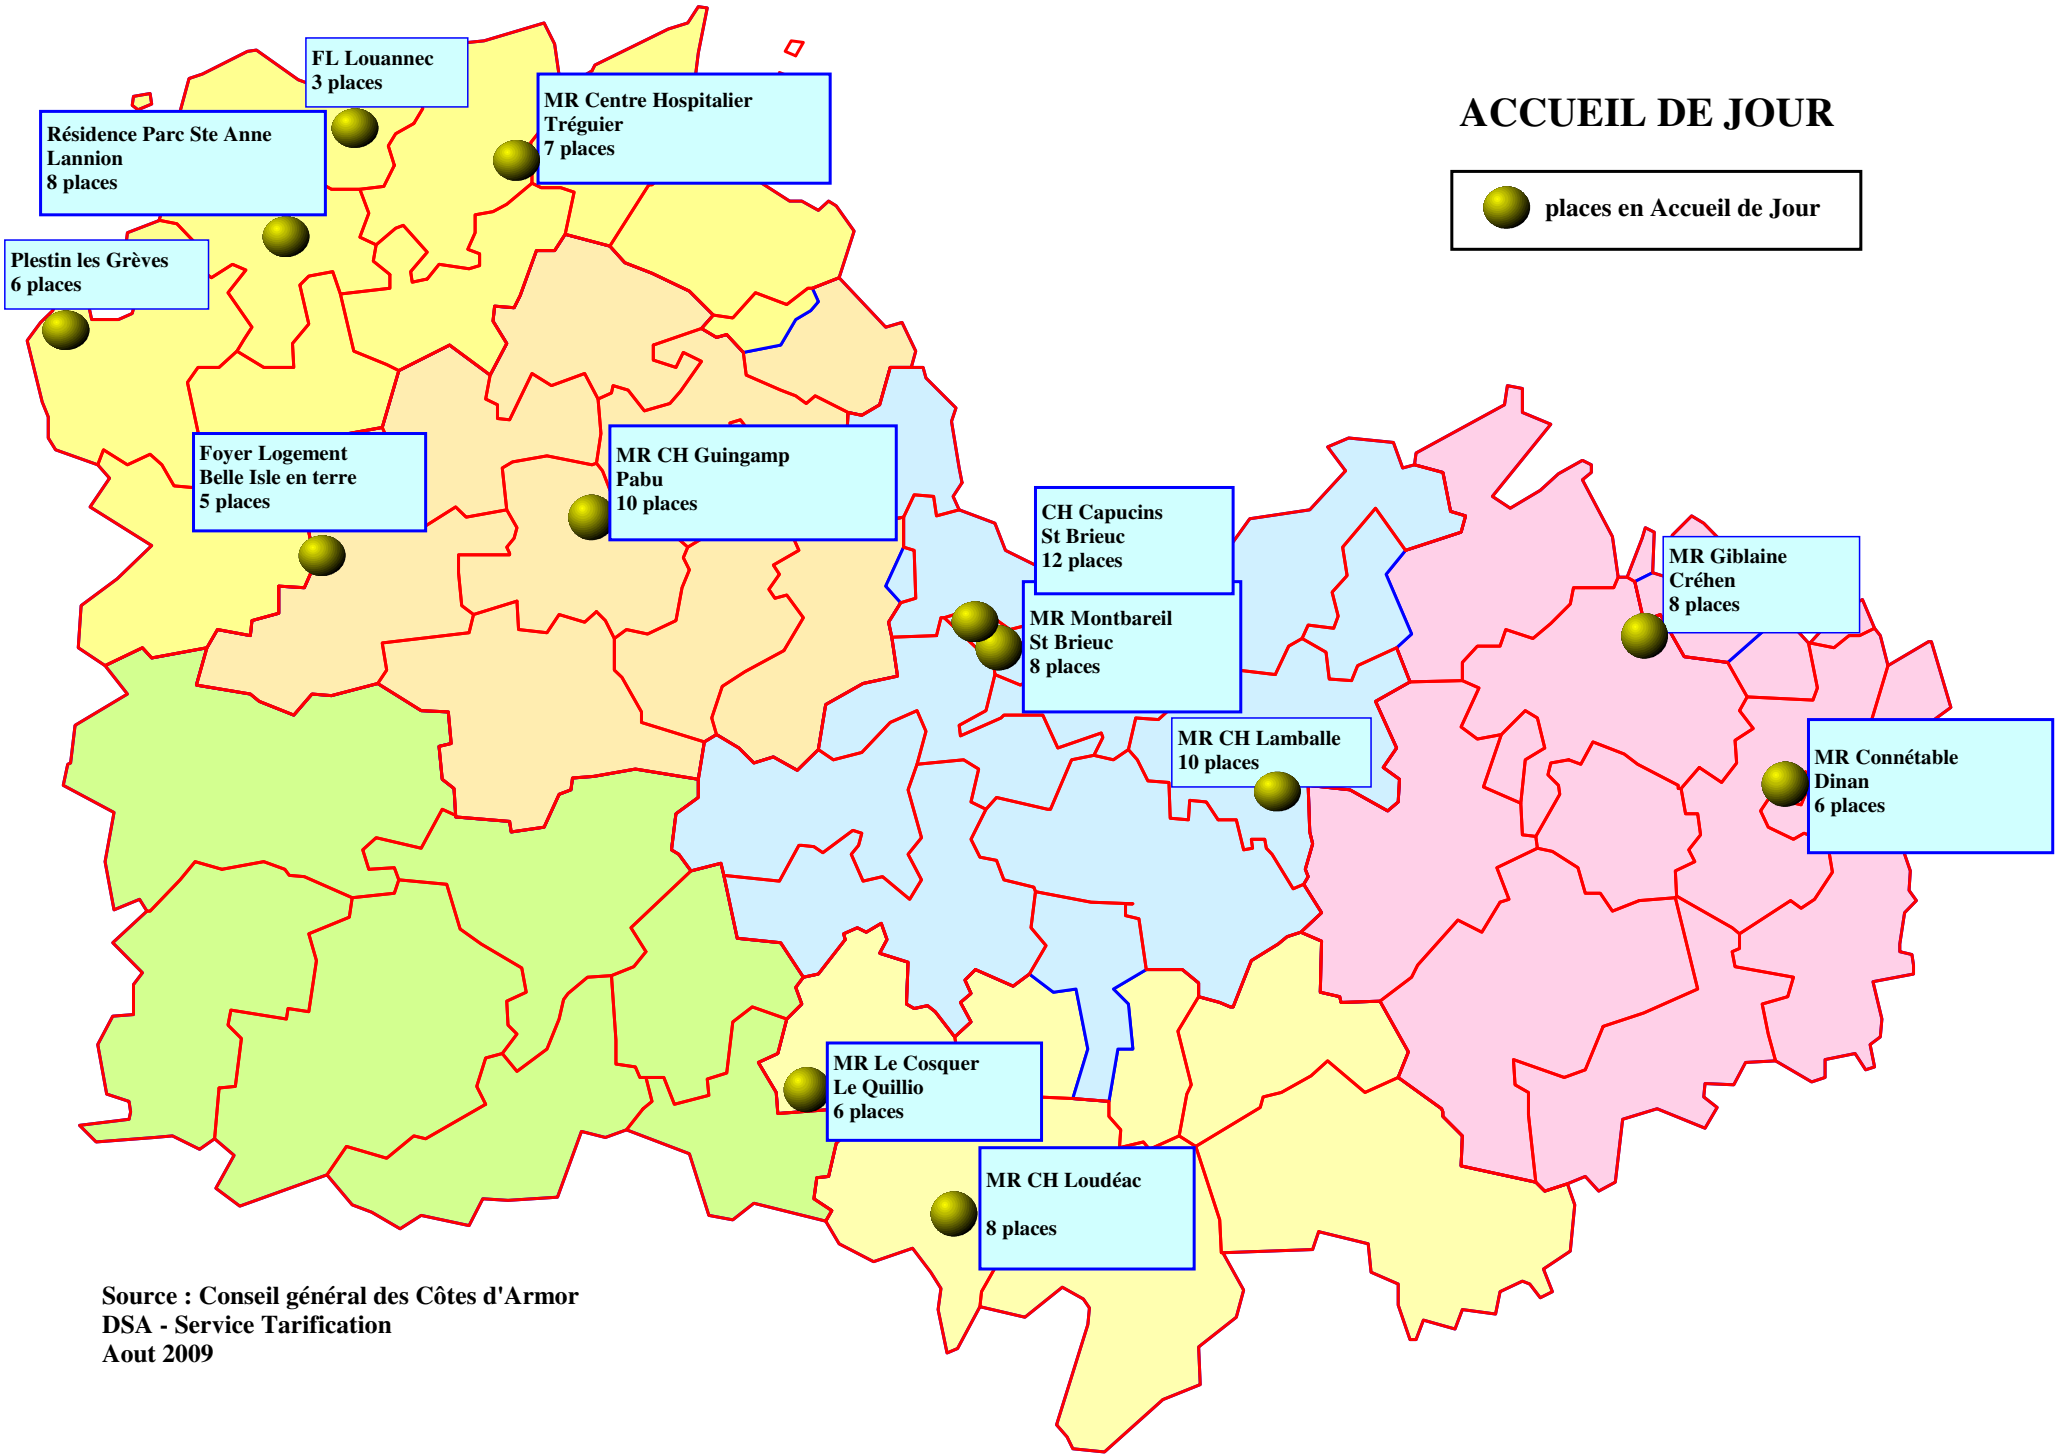 ACCUEIL DE JOUR
places en Accueil de Jour
FL Louannec
3 places
MR Centre Hospitalier
Tréguier
7 places
Résidence Parc Ste Anne
Lannion
8 places
Plestin les Grèves
6 places
Foyer Logement
Belle Isle en terre
5 places
MR CH Guingamp
Pabu
10 places
CH Capucins
St Brieuc
12 places
MR Montbareil
St Brieuc
8 places
MR Giblaine
Créhen
8 places
MR CH Lamballe
10 places
MR Connétable
Dinan
6 places
MR Le Cosquer
Le Quillio
6 places
MR CH Loudéac
8 places
Source : Conseil général des Côtes d'Armor
DSA - Service Tarification
Aout 2009